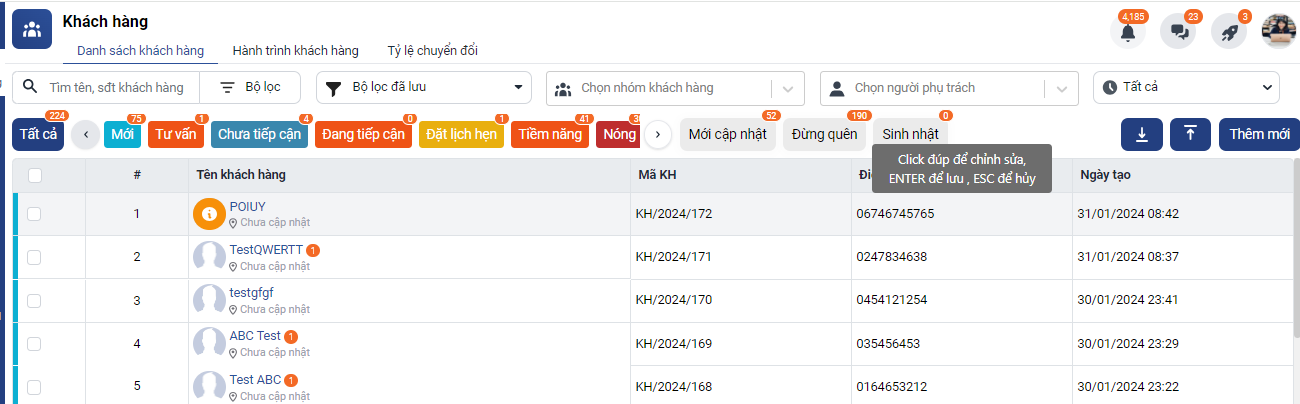 Khách hàng
4,185
23
3
Danh sách khách hàng
Hành trình khách hàng
Tỷ lệ chuyển đổi
Tìm tên, sđt khách hàng
Bộ lọc
Bộ lọc đã lưu
Chọn nhóm khách hàng
Chọn người phụ trách
Tất cả
Tất cả 224
Mới 75
Tư vấn 1
Chưa tiếp cận 4
Đang tiếp cận 0
Đặt lịch hẹn 1
Tiềm năng 41
Nóng
Mới cập nhật 52
Đừng quên 190
Sinh nhật 0
Thêm mới
Click đúp để chỉnh sửa,
ENTER để lưu , ESC để hủy
# Tên khách hàng Mã KH Ngày tạo
1 POIUY KH/2024/172 06746745765 31/01/2024 08:42
Chưa cập nhật
2 TestQWERTT 1 KH/2024/171 0247834638 31/01/2024 08:37
Chưa cập nhật
3 testgfgf KH/2024/170 0454121254 30/01/2024 23:41
Chưa cập nhật
4 ABC Test 1 KH/2024/169 035456453 30/01/2024 23:29
Chưa cập nhật
5 Test ABC 1 KH/2024/168 0164653212 30/01/2024 23:22
Chưa cập nhật